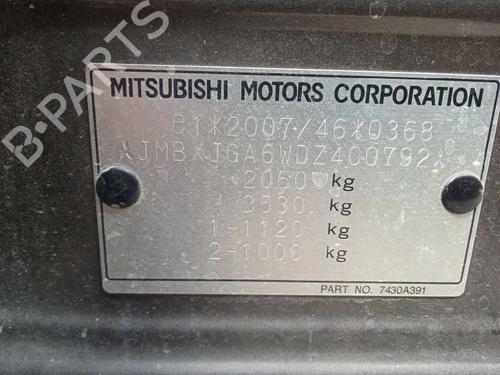 B-PARTS
MITSUBISHI MOTORS CORPORATION
e1*2007/46*0368
JMBXJGA6WDZ400792
2060 kg
3530 kg
1-1120 kg
2-1000 kg
PART NO. 7430A391